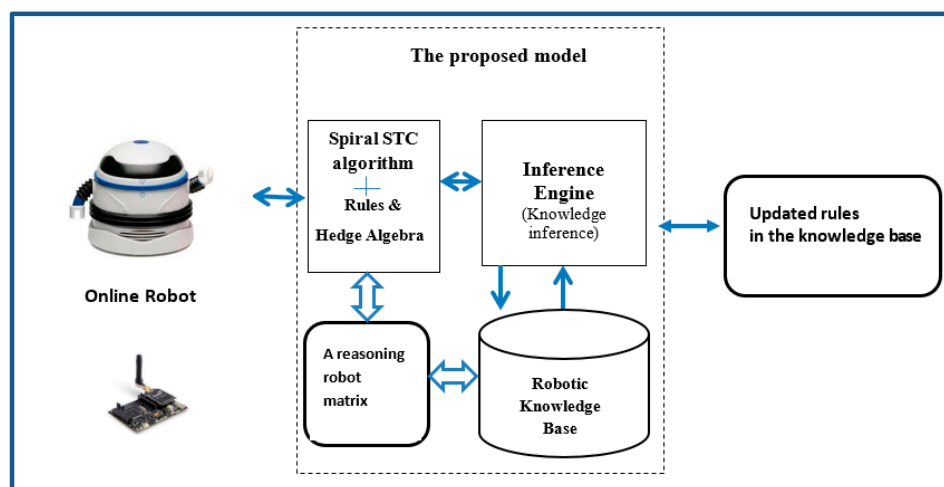 The proposed model
Spiral STC
algorithm
+
Rules &
Hedge Algebra
Inference
Engine
(Knowledge
inference)
Updated rules
in the knowledge base
Online Robot
A reasoning
robot
matrix
Robotic
Knowledge
Base